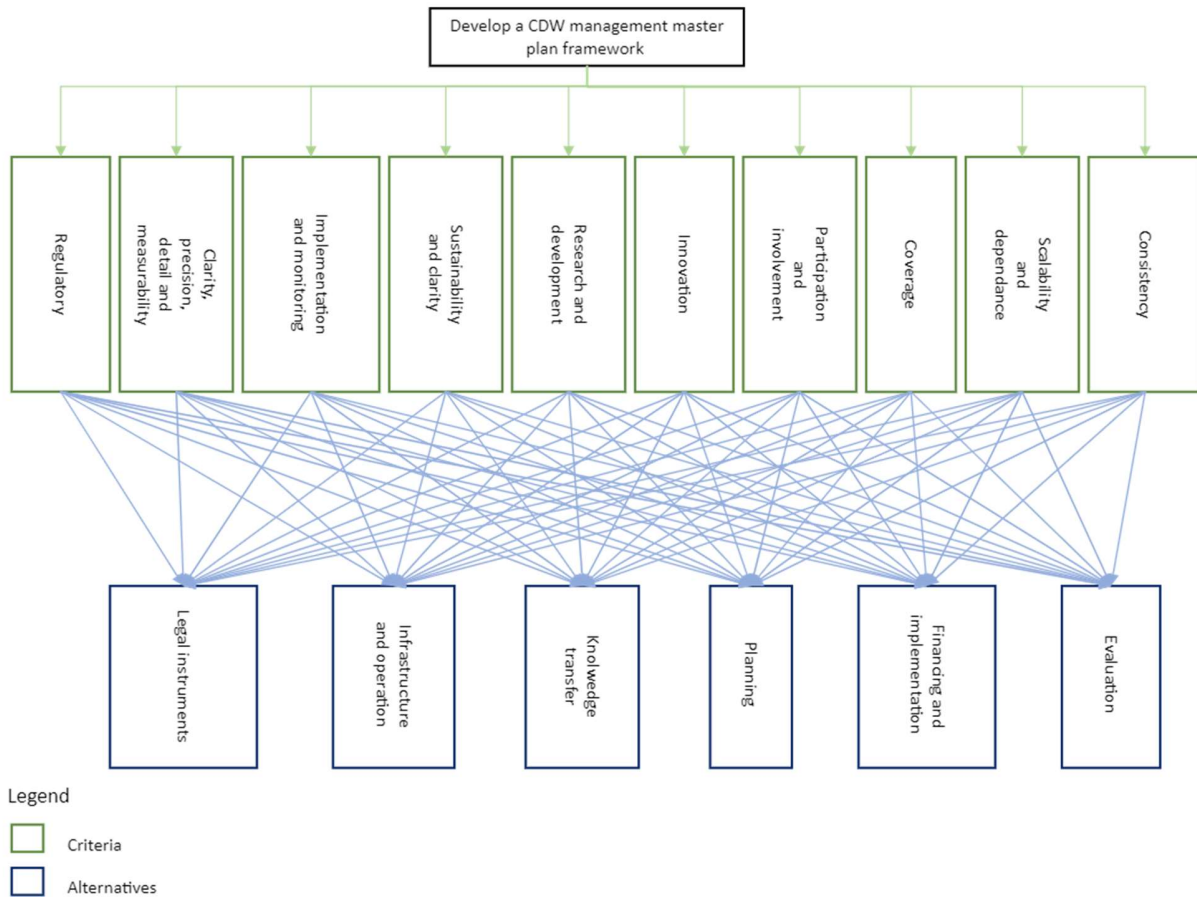 Develop a CDW management master
plan framework
Regulatory
Clarity,
precision,
detail and
measurability
Implementation
and monitoring
Sustainability
and clarity
Research and
development
Innovation
Participation
and
involvement
Coverage
Scalability
and
dependance
Consistency
Legal instruments
Infrastructure
and operation
Knolwedge
transfer
Planning
Financing and
implementation
Evaluation
Legend
Criteria
Alternatives